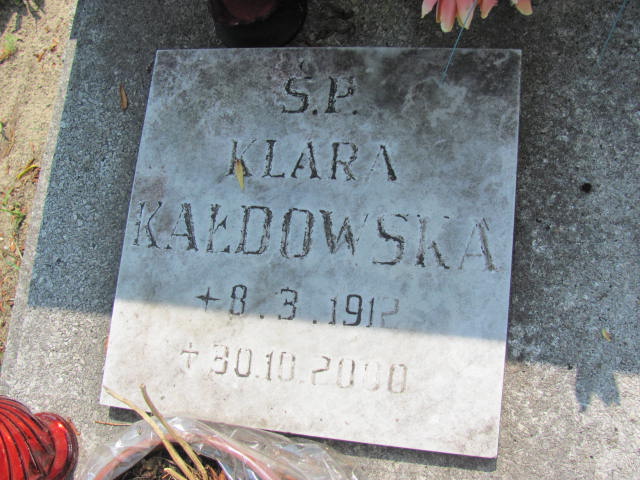 Ś.P.
KLARA
KAŁDOWSKA
+8.3.1912
+30.10.2000